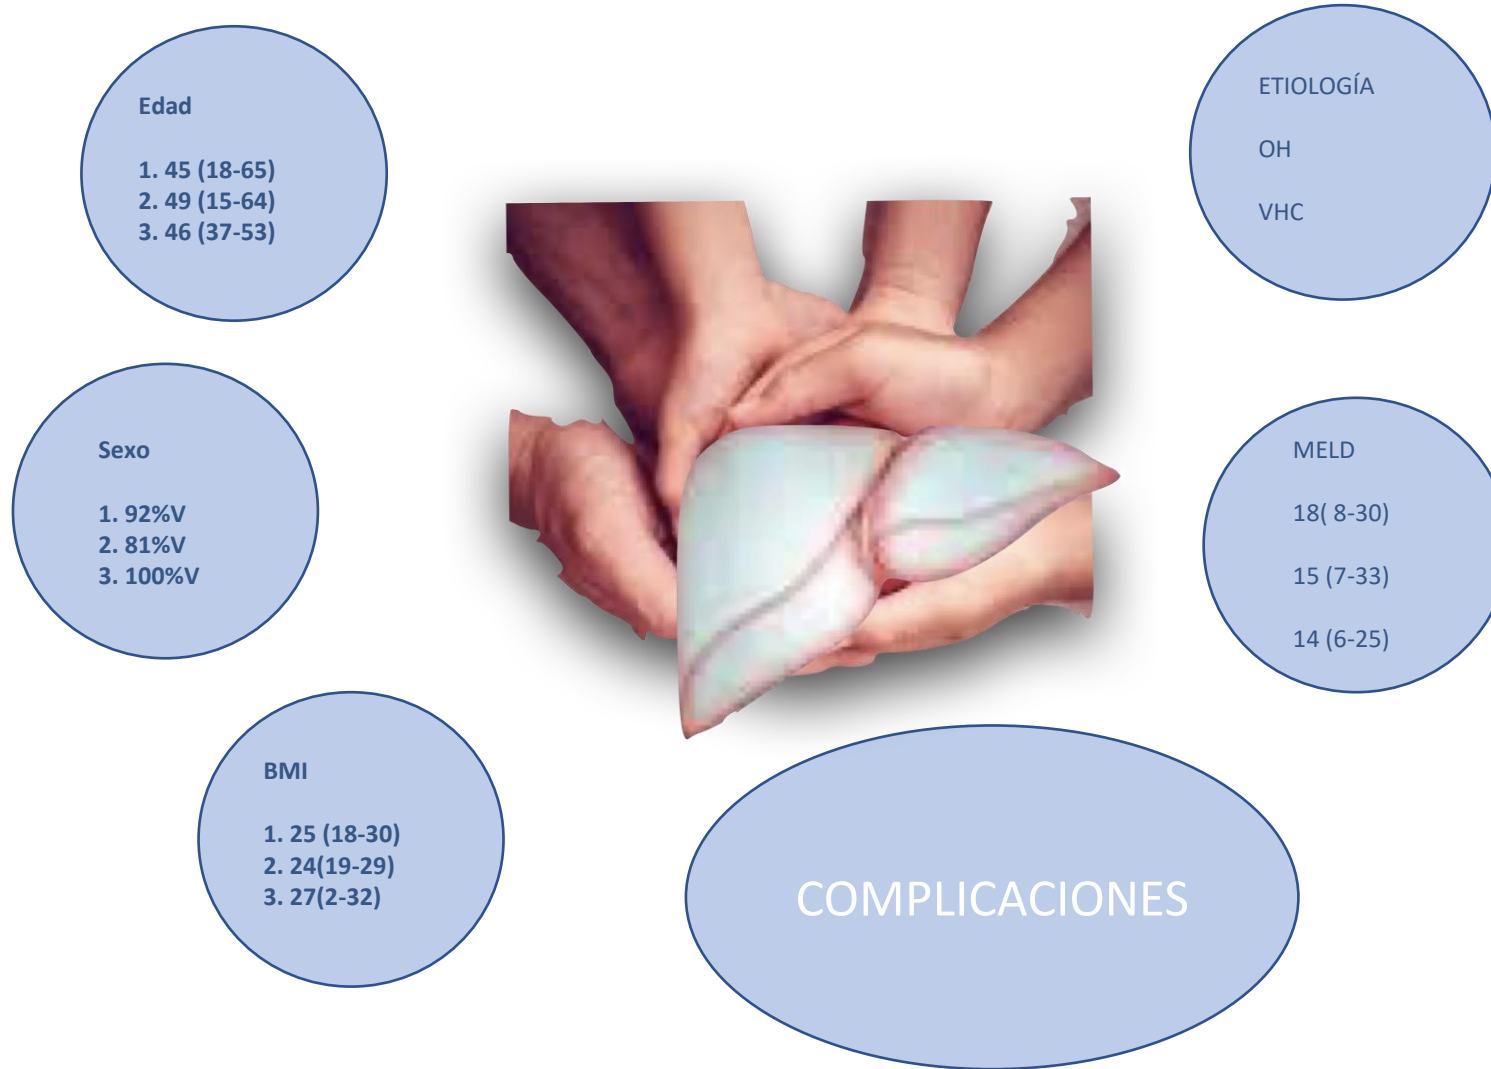 Edad
1. 45 (18-65)
2. 49 (15-64)
3. 46 (37-53)
Sexo
1. 92%V
2. 81%V
3. 100%V
BMI
1. 25 (18-30)
2. 24(19-29)
3. 27(2-32)
ETIOLOGÍA
OH
VHC
MELD
18( 8-30)
15 (7-33)
14 (6-25)
COMPLICACIONES